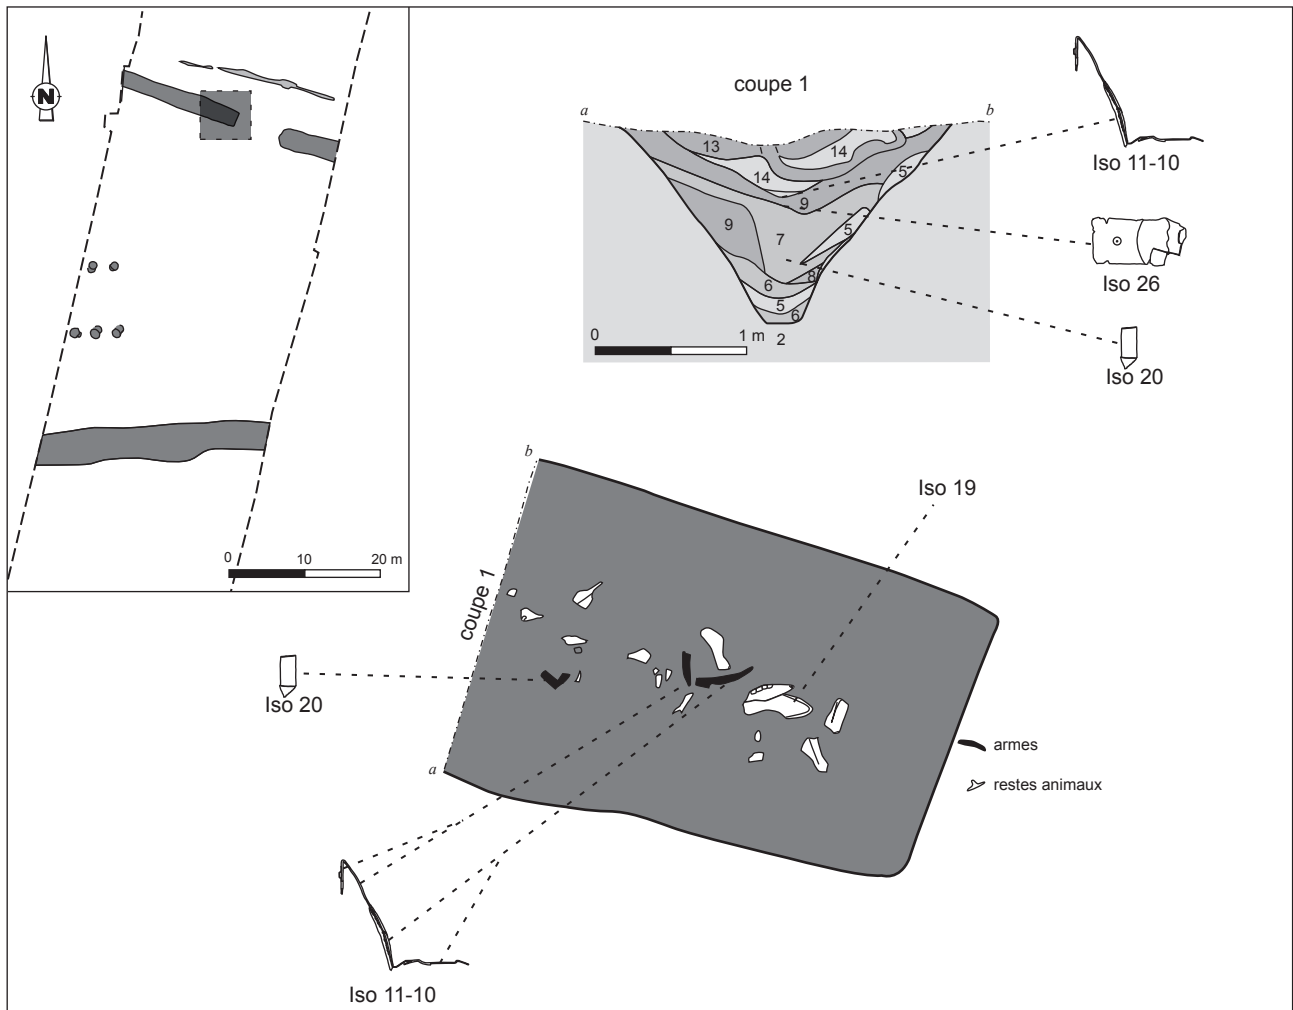 N
0 10 20 m
coupe 1
a b
13
14
14
5
9
9
7
5
8
6
5
6
2
0 1 m
Iso 11-10
Iso 26
Iso 20
b
coupe 1
a
Iso 19
Iso 20
armes
restes animaux
Iso 11-10